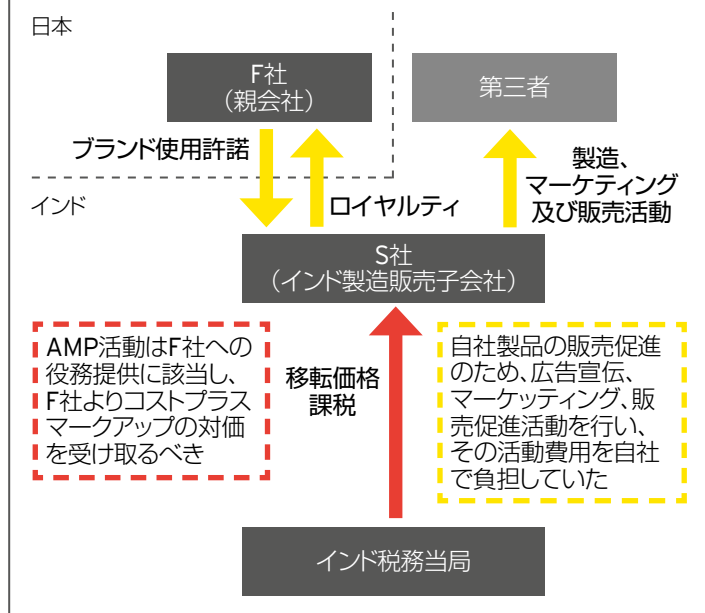 日本
F社
（親会社）
第三者
ブランド使用許諾
製造、
マーケティング
及び販売活動
インド
ロイヤルティ
S社
（インド製造販売子会社）
AMP活動はF社への
役務提供に該当し、
F社よりコストプラス
マークアップの対価
を受け取るべき
移転価格
課税
自社製品の販売促進
のため、広告宣伝、
マーケッティング、販
売促進活動を行い、
その活動費用を自社
で負担していた
インド税務当局